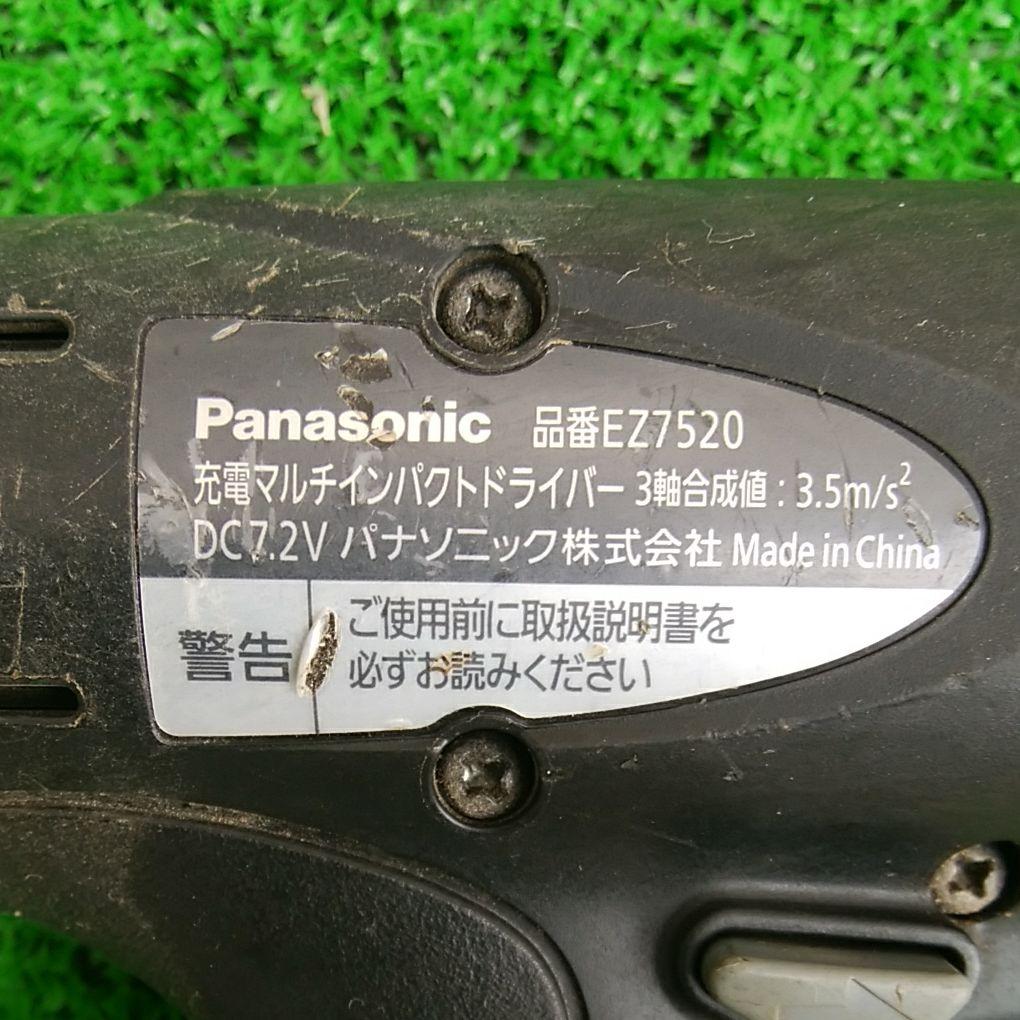 Panasonic 品番EZ7520
充電マルチインパクトドライバー 3軸合成値：3.5m/s²
DC7.2V パナソニック株式会社 Made in China
警告 ご使用前に取扱説明書を
必ずお読みください